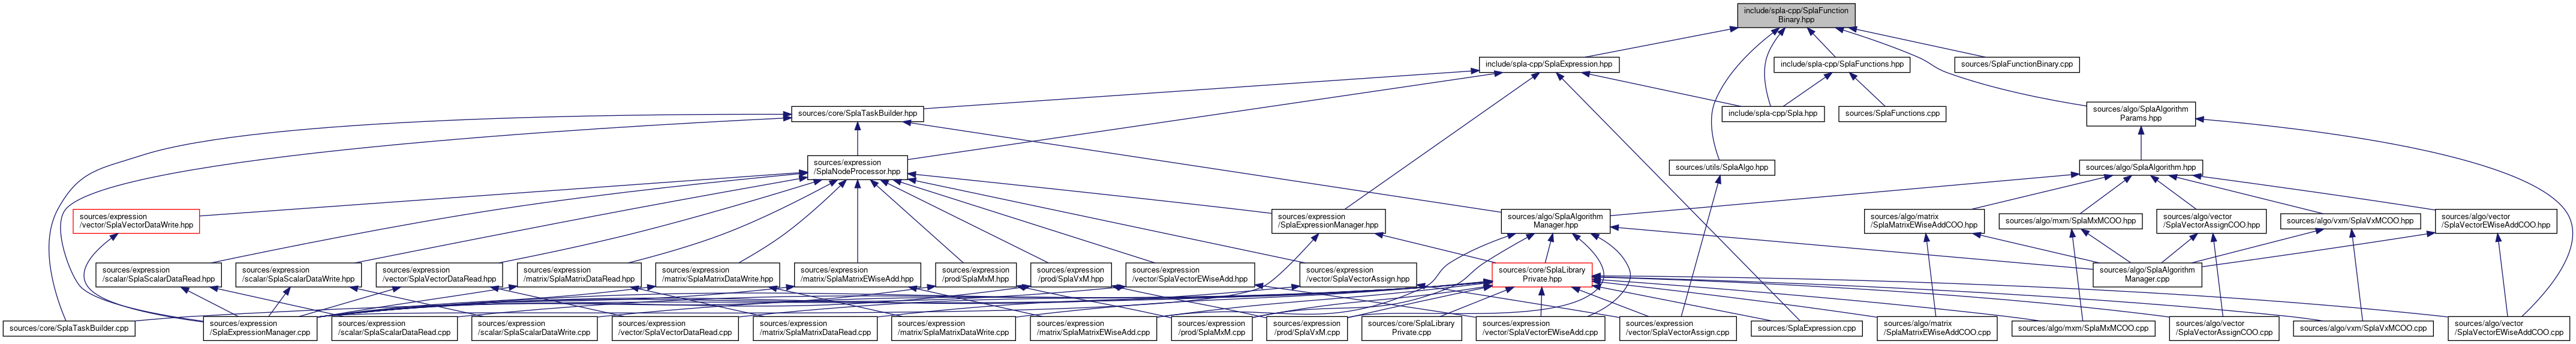 include/spla-cpp/SplaFunction
Binary.hpp
include/spla-cpp/SplaExpression.hpp
include/spla-cpp/SplaFunctions.hpp
sources/SplaFunctionBinary.cpp
sources/core/SplaTaskBuilder.hpp
include/spla-cpp/Spla.hpp
sources/SplaFunctions.cpp
sources/algo/SplaAlgorithm
Params.hpp
sources/expression
/SplaNodeProcessor.hpp
sources/utils/SplaAlgo.hpp
sources/algo/SplaAlgorithm.hpp
sources/expression
/vector/SplaVectorDataWrite.hpp
sources/expression
/SplaExpressionManager.hpp
sources/algo/SplaAlgorithm
Manager.hpp
sources/algo/matrix
/SplaMatrixEWiseAddCOO.hpp
sources/algo/mxm/SplaMxMCOO.hpp
sources/algo/vector
/SplaVectorAssignCOO.hpp
sources/algo/vxm/SplaVxMCOO.hpp
sources/algo/vector
/SplaVectorEWiseAddCOO.hpp
sources/expression
/scalar/SplaScalarDataRead.hpp
sources/expression
/scalar/SplaScalarDataWrite.hpp
sources/expression
/vector/SplaVectorDataRead.hpp
sources/expression
/matrix/SplaMatrixDataRead.hpp
sources/expression
/matrix/SplaMatrixDataWrite.hpp
sources/expression
/matrix/SplaMatrixEWiseAdd.hpp
sources/expression
/prod/SplaMxM.hpp
sources/expression
/prod/SplaVxM.hpp
sources/expression
/vector/SplaVectorEWiseAdd.hpp
sources/expression
/vector/SplaVectorAssign.hpp
sources/core/SplaLibrary
Private.hpp
sources/algo/SplaAlgorithm
Manager.cpp
sources/core/SplaTaskBuilder.cpp
sources/expression
/SplaExpressionManager.cpp
sources/expression
/scalar/SplaScalarDataRead.cpp
sources/expression
/scalar/SplaScalarDataWrite.cpp
sources/expression
/vector/SplaVectorDataRead.cpp
sources/expression
/matrix/SplaMatrixDataRead.cpp
sources/expression
/matrix/SplaMatrixDataWrite.cpp
sources/expression
/matrix/SplaMatrixEWiseAdd.cpp
sources/expression
/prod/SplaMxM.cpp
sources/expression
/prod/SplaVxM.cpp
sources/core/SplaLibrary
Private.cpp
sources/expression
/vector/SplaVectorEWiseAdd.cpp
sources/expression
/vector/SplaVectorAssign.cpp
sources/SplaExpression.cpp
sources/algo/matrix
/SplaMatrixEWiseAddCOO.cpp
sources/algo/mxm/SplaMxMCOO.cpp
sources/algo/vector
/SplaVectorAssignCOO.cpp
sources/algo/vxm/SplaVxMCOO.cpp
sources/algo/vector
/SplaVectorEWiseAddCOO.cpp